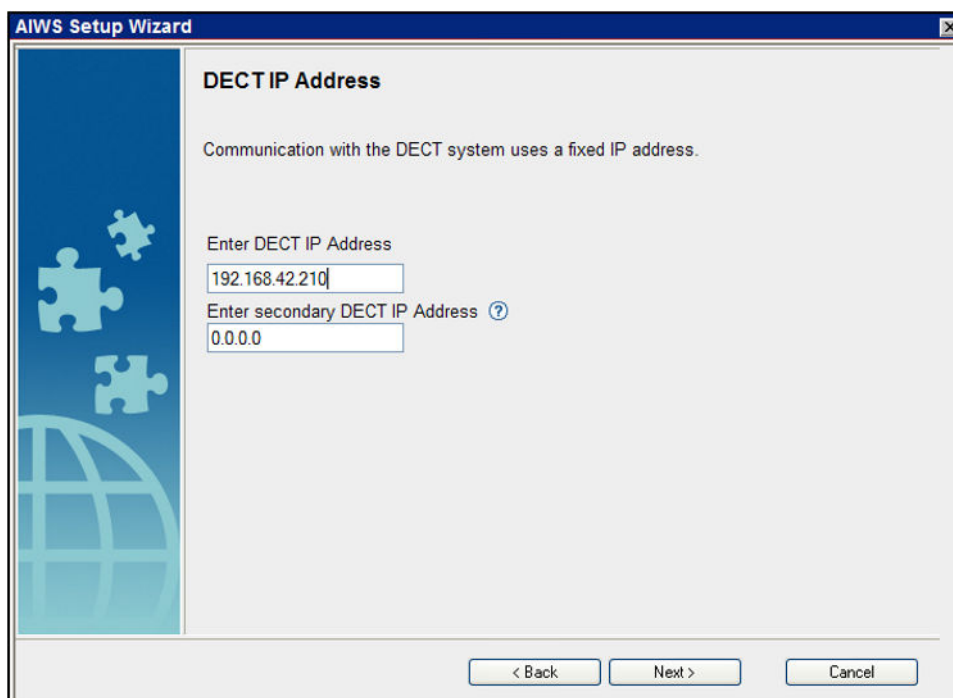 AIWS Setup Wizard
DECT IP Address
Communication with the DECT system uses a fixed IP address.
Enter DECT IP Address
192.168.42.210
Enter secondary DECT IP Address ?
0.0.0.0
< Back Next > Cancel